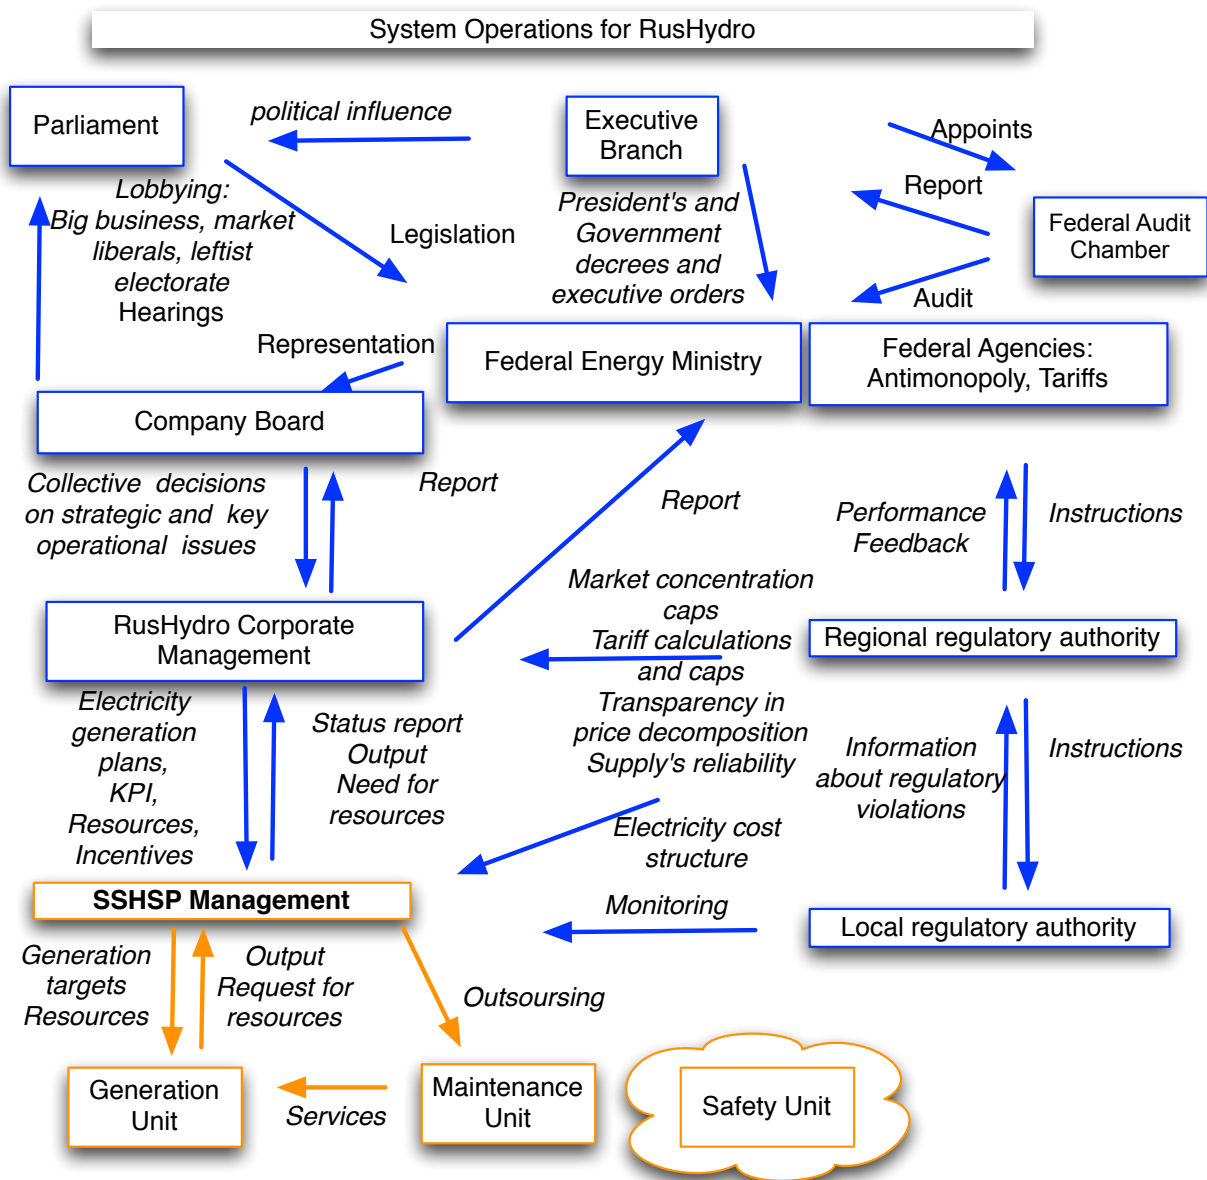 System Operations for RusHydro
Parliament
political influence
Executive
Branch
Appoints
Report
Federal Audit
Chamber
Audit
Lobbying:
Big business, market
liberals, leftist
electorate
Hearings
Legislation
President's and
Government
decrees and
executive orders
Representation
Federal Energy Ministry
Federal Agencies:
Antimonopoly, Tariffs
Company Board
Collective decisions
on strategic and key
operational issues
Report
Report
Performance
Feedback
Instructions
RusHydro Corporate
Management
Market concentration
caps
Tariff calculations
and caps
Transparency in
price decomposition
Supply's reliability
Regional regulatory authority
Electricity
generation
plans,
KPI,
Resources,
Incentives
Status report
Output
Need for
resources
Information
about regulatory
violations
Instructions
Electricity cost
structure
SSHSP Management
Monitoring
Local regulatory authority
Generation
targets
Resources
Output
Request for
resources
Outsoursing
Generation
Unit
Services
Maintenance
Unit
Safety Unit